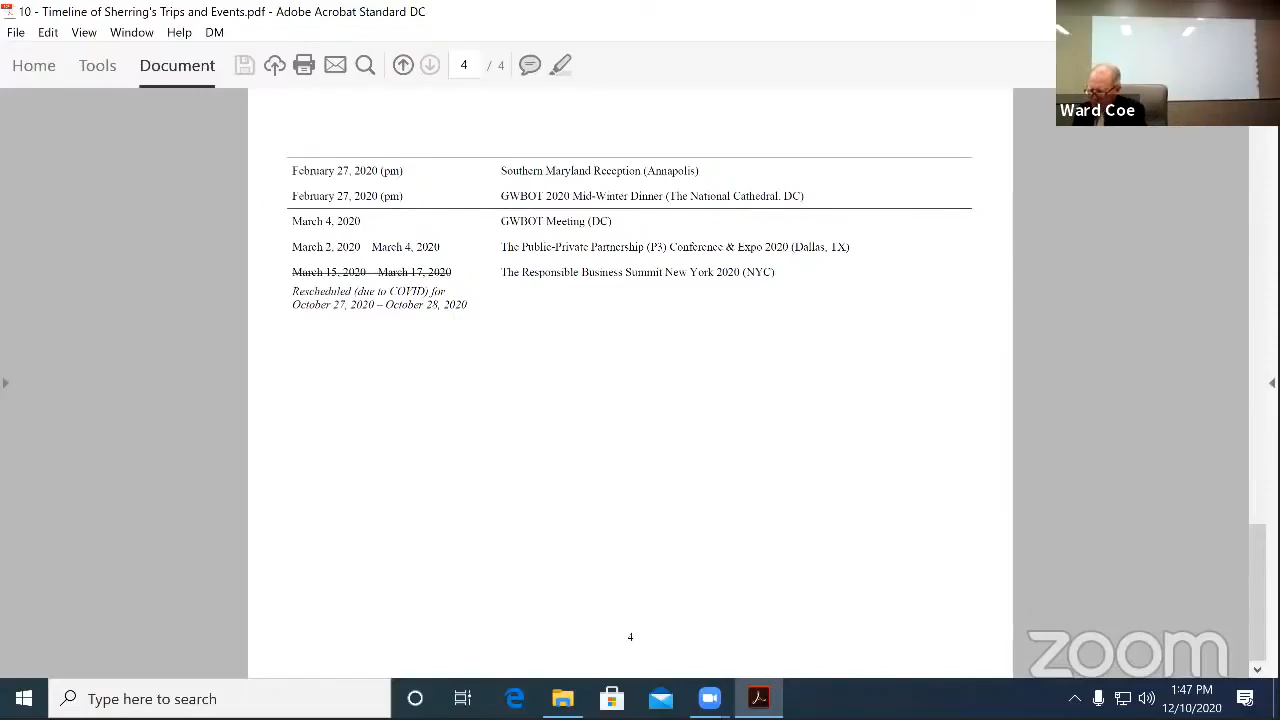 10 - Timeline of Sherring's Trips and Events.pdf - Adobe Acrobat Standard DC
File Edit View Window Help DM
Home Tools Document 4 / 4
Ward Coe
February 27, 2020 (pm) Southern Maryland Reception (Annapolis)
February 27, 2020 (pm) GWBOT 2020 Mid-Winter Dinner (The National Cathedral, DC)
March 4, 2020 GWBOT Meeting (DC)
March 2, 2020 – March 4, 2020 The Public-Private Partnership (P3) Conference & Expo 2020 (Dallas, TX)
March 15, 2020 – March 17, 2020 The Responsible Business Summit New York 2020 (NYC)
Rescheduled (due to COVID) for
October 27, 2020 – October 28, 2020
4
zoom
Type here to search
1:47 PM
12/10/2020